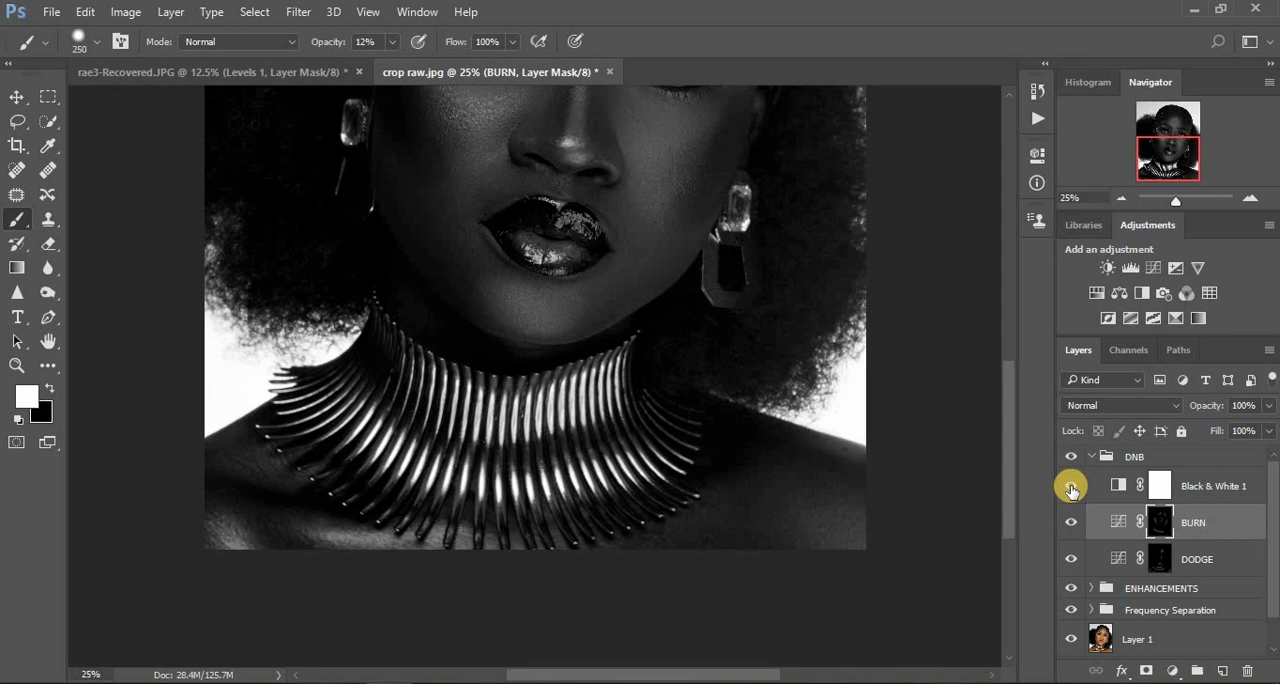 Ps File Edit Image Layer Type Select Filter 3D View Window Help
250 Mode: Normal Opacity: 12% Flow: 100%
rae3-Recovered.JPG @ 12.5% (Levels 1, Layer Mask/8) * × crop raw.jpg @ 25% (BURN, Layer Mask/8) * ×
Histogram Navigator
25%
Libraries Adjustments
Add an adjustment
Layers Channels Paths
Kind
Normal Opacity: 100%
Lock: Fill: 100%
DNB
Black & White 1
BURN
DODGE
ENHANCEMENTS
Frequency Separation
Layer 1
25% Doc: 28.4M/125.7M